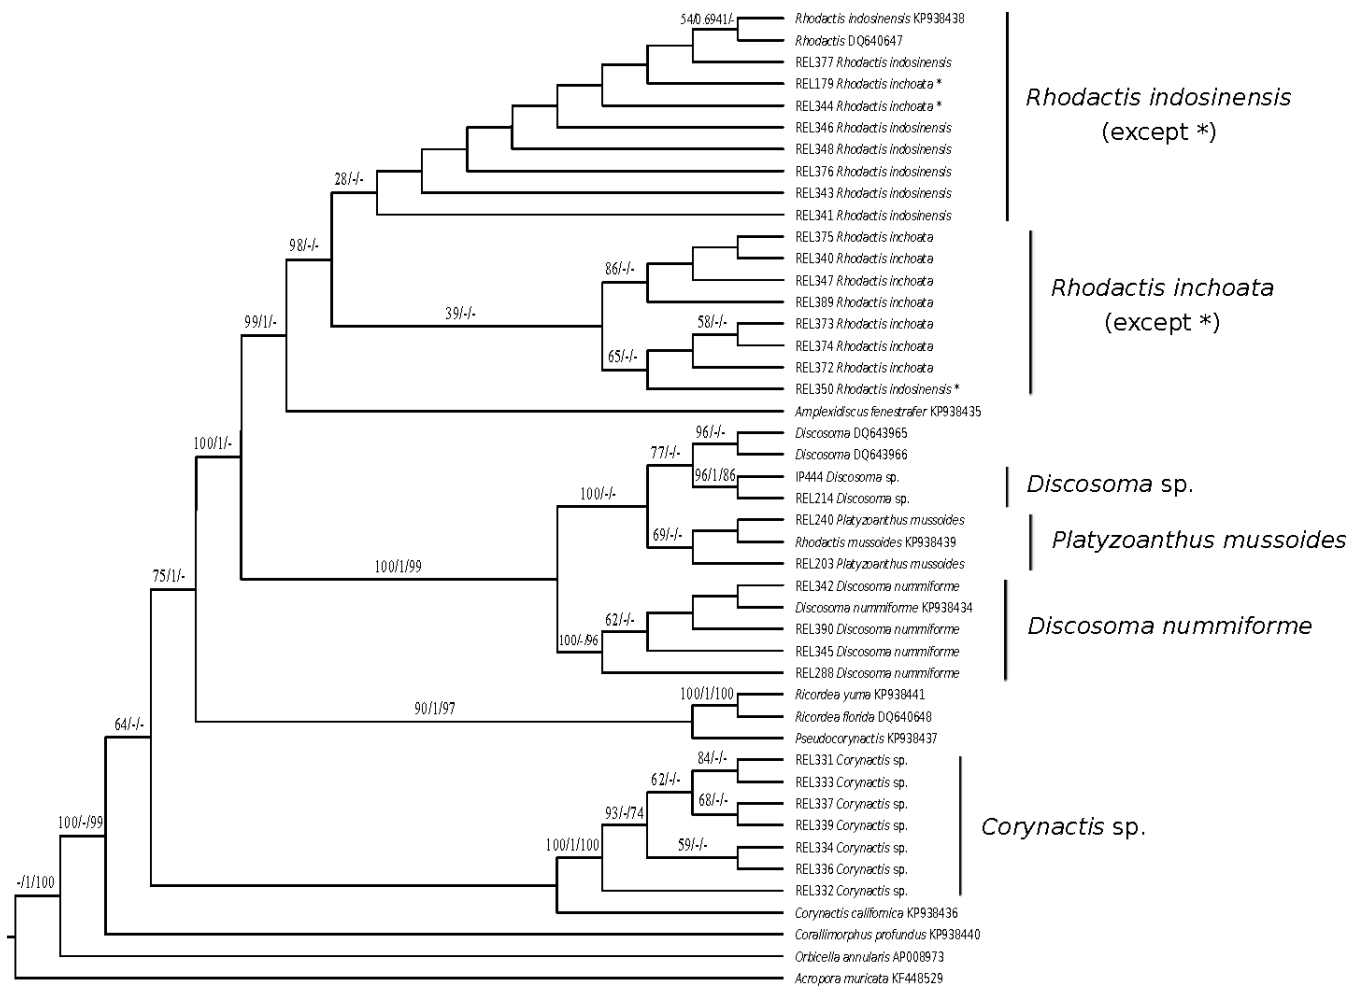 54/0.6941/-
Rhodactis indosinensis KP938438
Rhodactis DQ640647
REL377 Rhodactis indosinensis
REL179 Rhodactis inchoata *
REL344 Rhodactis inchoata *
REL346 Rhodactis indosinensis
REL348 Rhodactis indosinensis
REL376 Rhodactis indosinensis
REL343 Rhodactis indosinensis
REL341 Rhodactis indosinensis
Rhodactis indosinensis
(except *)
28/-/-
98/-/-
REL375 Rhodactis inchoata
REL340 Rhodactis inchoata
REL347 Rhodactis inchoata
REL389 Rhodactis inchoata
REL373 Rhodactis inchoata
REL374 Rhodactis inchoata
REL372 Rhodactis inchoata
REL350 Rhodactis indosinensis *
Rhodactis inchoata
(except *)
86/-/-
39/-/-
58/-/-
65/-/-
99/1/-
Amplexidiscus fenestrafer KP938435
100/1/-
Discosoma DQ643965
Discosoma DQ643966
IP444 Discosoma sp.
REL214 Discosoma sp.
Discosoma sp.
96/-/-
77/-/-
96/1/86
100/-/-
REL240 Platyzoanthus mussoides
Rhodactis mussoides KP938439
REL203 Platyzoanthus mussoides
Platyzoanthus mussoides
69/-/-
100/1/99
75/1/-
REL342 Discosoma nummiforme
Discosoma nummiforme KP938434
REL390 Discosoma nummiforme
REL345 Discosoma nummiforme
REL288 Discosoma nummiforme
Discosoma nummiforme
62/-/-
100/-/96
100/1/100
90/1/97
Ricordea yuma KP938441
Ricordea florida DQ640648
Pseudocorynactis KP938437
64/-/-
REL331 Corynactis sp.
REL333 Corynactis sp.
REL337 Corynactis sp.
REL339 Corynactis sp.
REL334 Corynactis sp.
REL336 Corynactis sp.
REL332 Corynactis sp.
Corynactis sp.
84/-/-
62/-/-
68/-/-
93/-/74
59/-/-
100/1/100
100/-/99
-/1/100
Corynactis californica KP938436
Corallimorphus profundus KP938440
Orbicella annularis AP008973
Acropora muricata KF448529